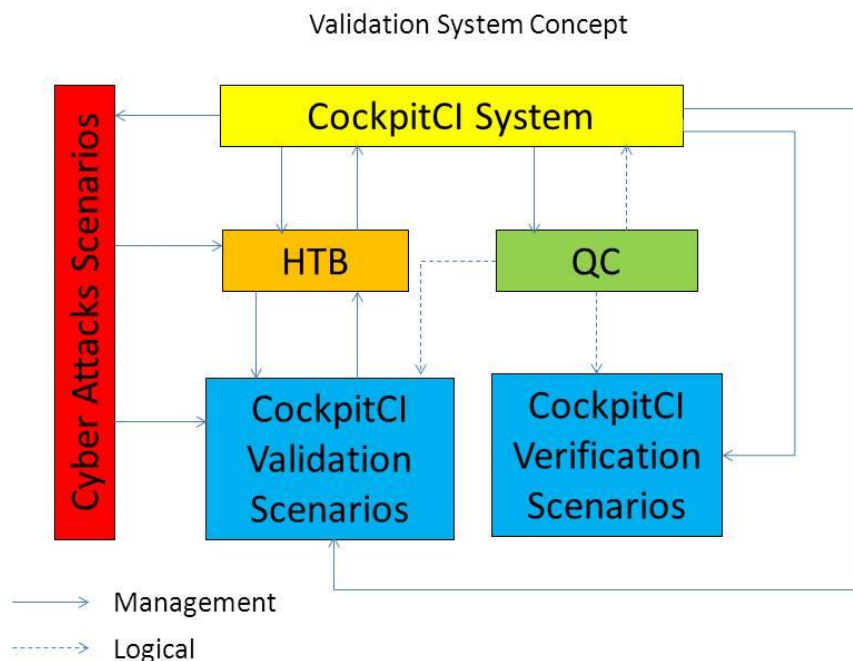 Validation System Concept
CockpitCI System
Cyber Attacks Scenarios
HTB
QC
CockpitCI
Validation
Scenarios
CockpitCI
Verification
Scenarios
Management
Logical